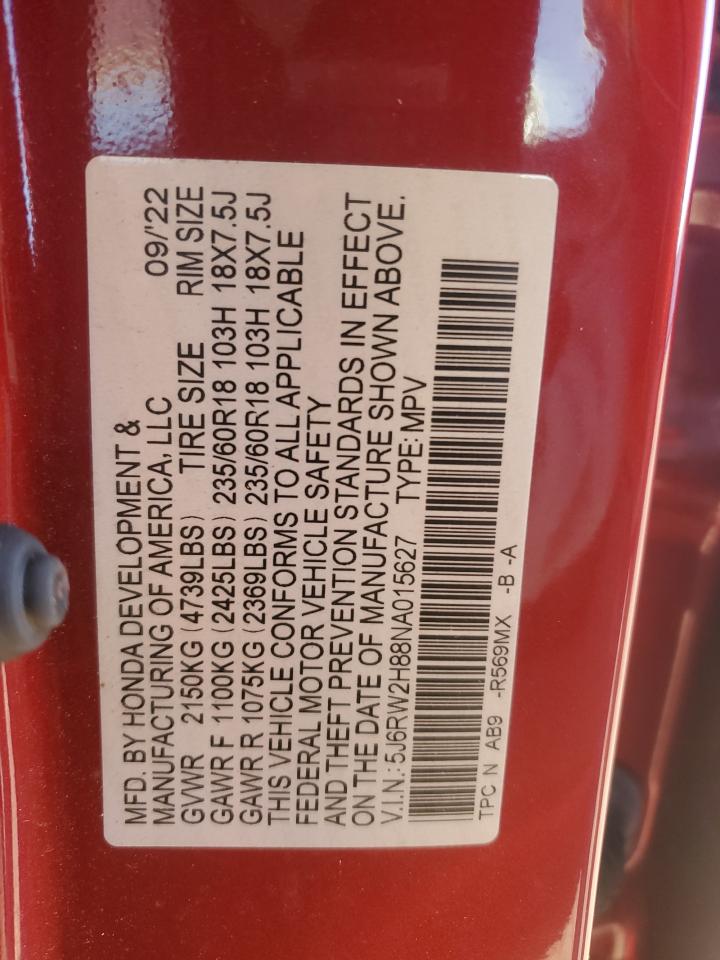 MFD. BY HONDA DEVELOPMENT &
MANUFACTURING OF AMERICA, LLC 09/'22
GVWR 2150KG (4739LBS) TIRE SIZE RIM SIZE
GAWR F 1100KG (2425LBS) 235/60R18 103H 18X7.5J
GAWR R 1075KG (2369LBS) 235/60R18 103H 18X7.5J
THIS VEHICLE CONFORMS TO ALL APPLICABLE
FEDERAL MOTOR VEHICLE SAFETY
AND THEFT PREVENTION STANDARDS IN EFFECT
ON THE DATE OF MANUFACTURE SHOWN ABOVE.
V.I.N.: 5J6RW2H88NA015627 TYPE: MPV
TPC N AB9 -R569MX -B -A